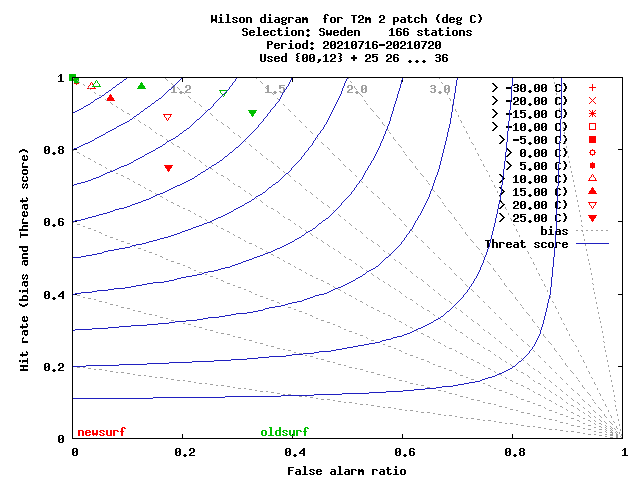 Wilson diagram  for T2m 2 patch (deg C)
Selection: Sweden    166 stations
Period: 20210716-20210720
Used {00,12} + 25 26 ... 36
1 1.2 1.5 2.0 3.0
> -30.00 C)
> -20.00 C)
> -15.00 C)
> -10.00 C)
> -5.00 C)
> 0.00 C)
> 5.00 C)
> 10.00 C)
> 15.00 C)
> 20.00 C)
> 25.00 C)
bias
Threat score
0.8
0.6
0.4
0.2
0
Hit rate (bias and Threat score)
newsurf oldsurf
0 0.2 0.4 0.6 0.8 1
False alarm ratio